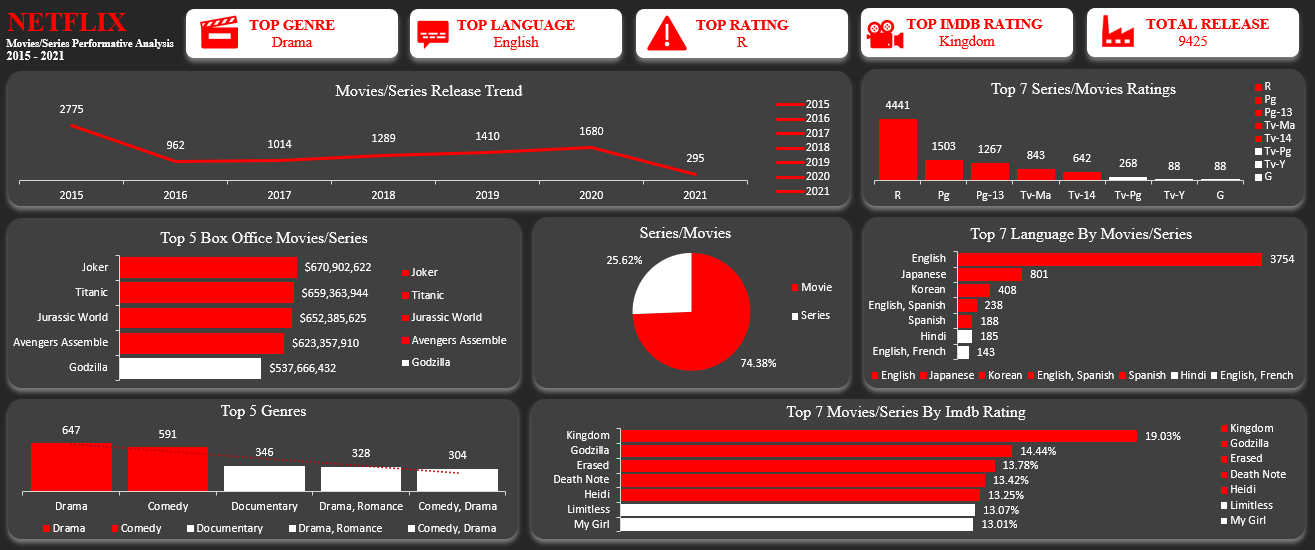 NETFLIX
Movies/Series Performative Analysis
2015 - 2021
TOP GENRE
Drama
TOP LANGUAGE
English
TOP RATING
R
TOP IMDB RATING
Kingdom
TOTAL RELEASE
9425
Movies/Series Release Trend
2775
962
1014
1289
1410
1680
295
2015
2016
2017
2018
2019
2020
2021
2015
2016
2017
2018
2019
2020
2021
Top 7 Series/Movies Ratings
4441
1503
1267
843
642
268
88
88
R
Pg
Pg-13
Tv-Ma
Tv-14
Tv-Pg
Tv-Y
G
R
Pg
Pg-13
Tv-Ma
Tv-14
Tv-Pg
Tv-Y
G
Top 5 Box Office Movies/Series
Joker $670,902,622
Titanic $659,363,944
Jurassic World $652,385,625
Avengers Assemble $623,357,910
Godzilla $537,666,432
Joker
Titanic
Jurassic World
Avengers Assemble
Godzilla
Series/Movies
25.62%
74.38%
Movie
Series
Top 7 Language By Movies/Series
English 3754
Japanese 801
Korean 408
English, Spanish 238
Spanish 188
Hindi 185
English, French 143
English Japanese Korean English, Spanish Spanish Hindi English, French
Top 5 Genres
647
591
346
328
304
Drama
Comedy
Documentary
Drama, Romance
Comedy, Drama
Drama Comedy Documentary Drama, Romance Comedy, Drama
Top 7 Movies/Series By Imdb Rating
Kingdom 19.03%
Godzilla 14.44%
Erased 13.78%
Death Note 13.42%
Heidi 13.25%
Limitless 13.07%
My Girl 13.01%
Kingdom
Godzilla
Erased
Death Note
Heidi
Limitless
My Girl